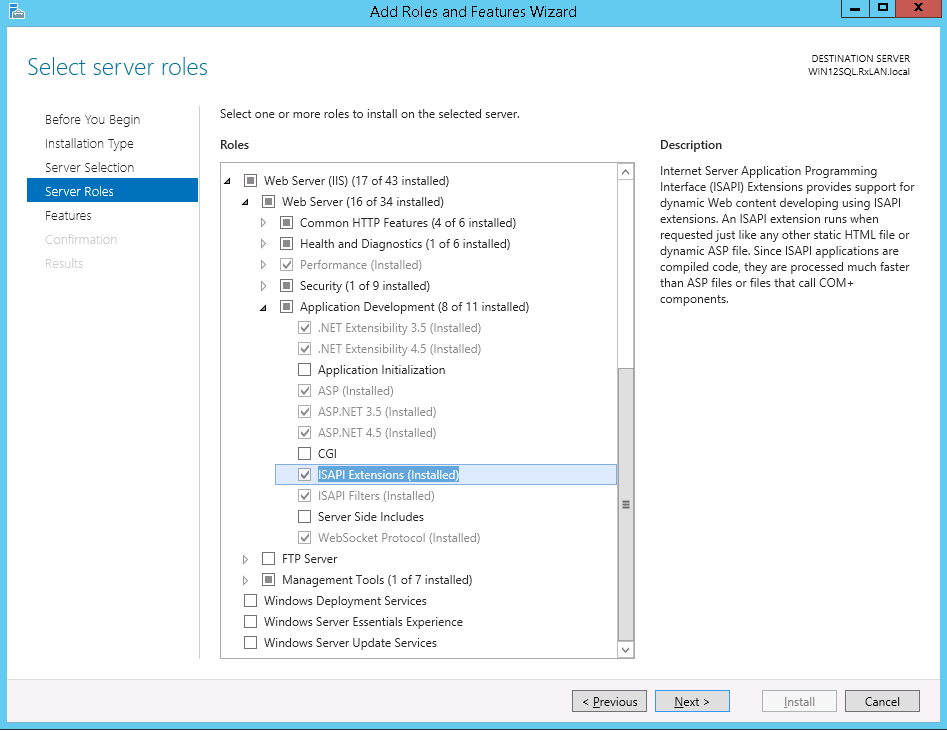 Add Roles and Features Wizard
Select server roles
DESTINATION SERVER
WIN12SQL.RxLAN.local
Before You Begin
Installation Type
Server Selection
Server Roles
Features
Confirmation
Results
Select one or more roles to install on the selected server.
Roles
Web Server (IIS) (17 of 43 installed)
Web Server (16 of 34 installed)
Common HTTP Features (4 of 6 installed)
Health and Diagnostics (1 of 6 installed)
Performance (Installed)
Security (1 of 9 installed)
Application Development (8 of 11 installed)
.NET Extensibility 3.5 (Installed)
.NET Extensibility 4.5 (Installed)
Application Initialization
ASP (Installed)
ASP.NET 3.5 (Installed)
ASP.NET 4.5 (Installed)
CGI
ISAPI Extensions (Installed)
ISAPI Filters (Installed)
Server Side Includes
WebSocket Protocol (Installed)
FTP Server
Management Tools (1 of 7 installed)
Windows Deployment Services
Windows Server Essentials Experience
Windows Server Update Services
Description
Internet Server Application Programming
Interface (ISAPI) Extensions provides support for
dynamic Web content developing using ISAPI
extensions. An ISAPI extension runs when
requested just like any other static HTML file or
dynamic ASP file. Since ISAPI applications are
compiled code, they are processed much faster
than ASP files or files that call COM+
components.
< Previous
Next >
Install
Cancel